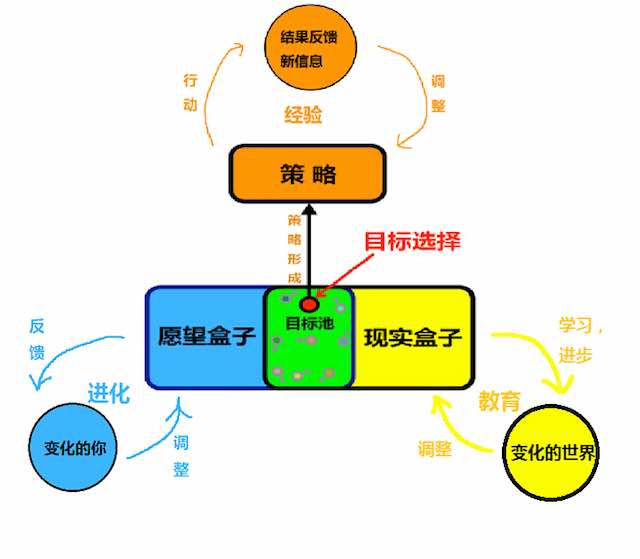 结果反馈
新信息
行动
调整
经验
策略
策略形成
目标选择
愿望盒子
目标池
现实盒子
反馈
进化
变化的你
调整
学习，
进步
教育
调整
变化的世界